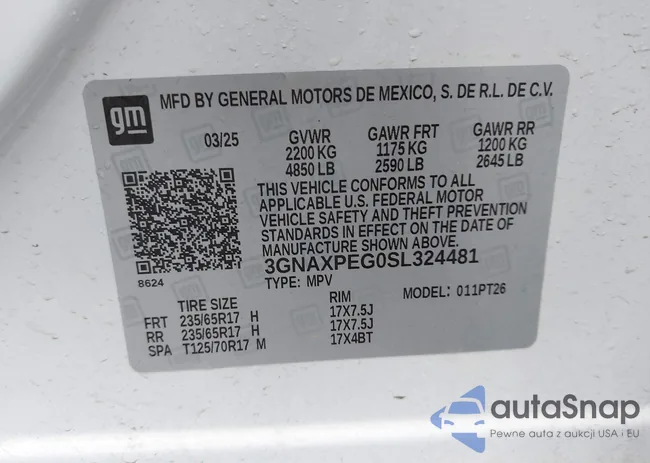 gm
MFD BY GENERAL MOTORS DE MEXICO, S. DE R.L. DE C.V.
03/25 GVWR GAWR FRT GAWR RR
2200 KG 1175 KG 1200 KG
4850 LB 2590 LB 2645 LB
THIS VEHICLE CONFORMS TO ALL
APPLICABLE U.S. FEDERAL MOTOR
VEHICLE SAFETY AND THEFT PREVENTION
STANDARDS IN EFFECT ON THE DATE OF
MANUFACTURE SHOWN ABOVE.
3GNAXPEG0SL324481
8624
TYPE: MPV MODEL: 011PT26
TIRE SIZE RIM
FRT 235/65R17 H 17X7.5J
RR 235/65R17 H 17X7.5J
SPA T125/70R17 M 17X4BT
autaSnap
Pewne auta z aukcji USA i EU